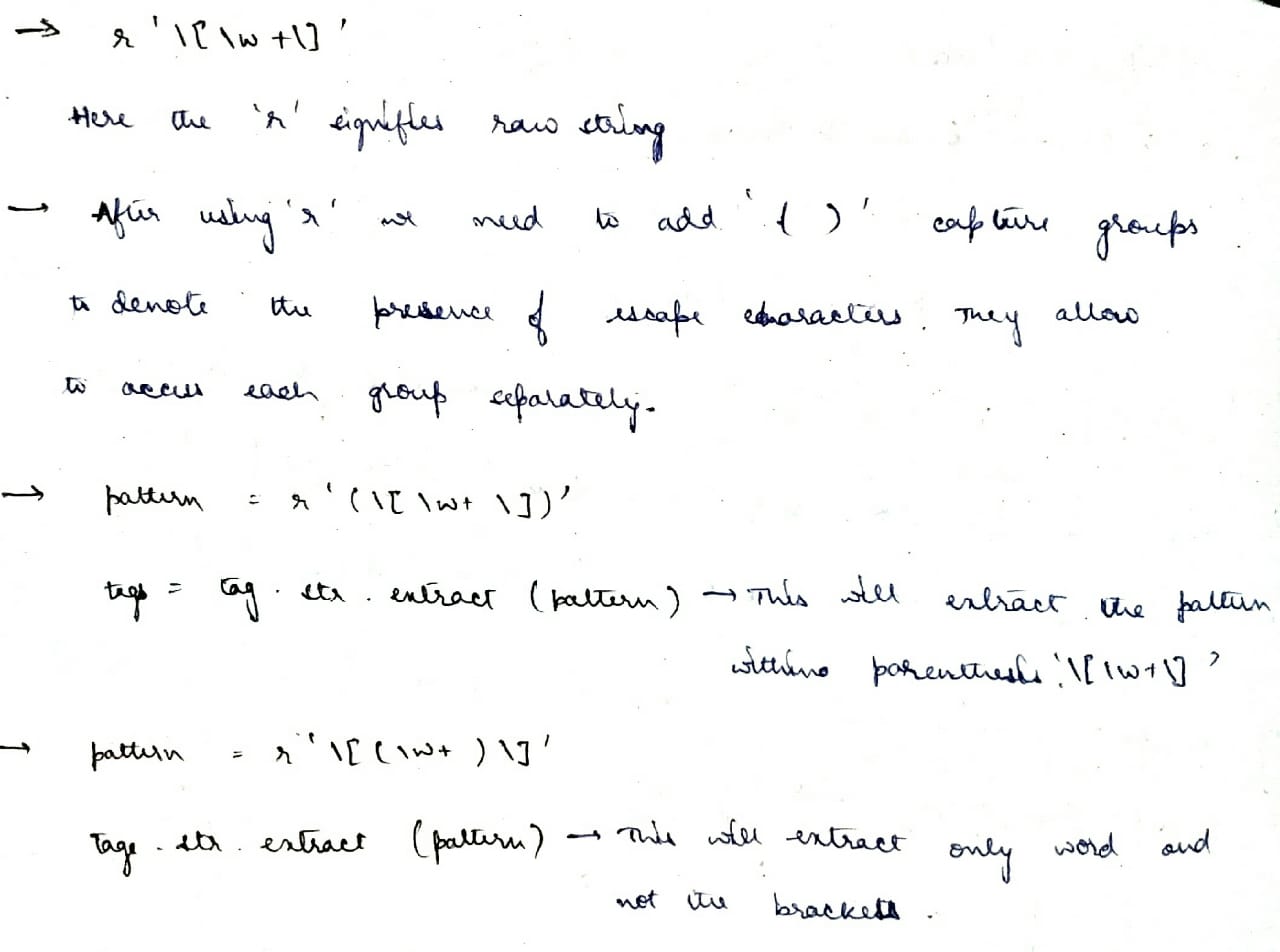 → r '\[\w+\]'
Here the 'r' signifies raw string
→ After using 'r' we need to add '( )' capture groups
to denote the presence of escape characters. They allow
to access each group separately.
→ pattern = r '(\[\w+\])'
tags = tag.str.extract (pattern) → This will extract the pattern
within parenthesis '\[\w+\]'
→ pattern = r '\[(\w+)\]'
Tags.str.extract (pattern) → This will extract only word and
not the brackets.